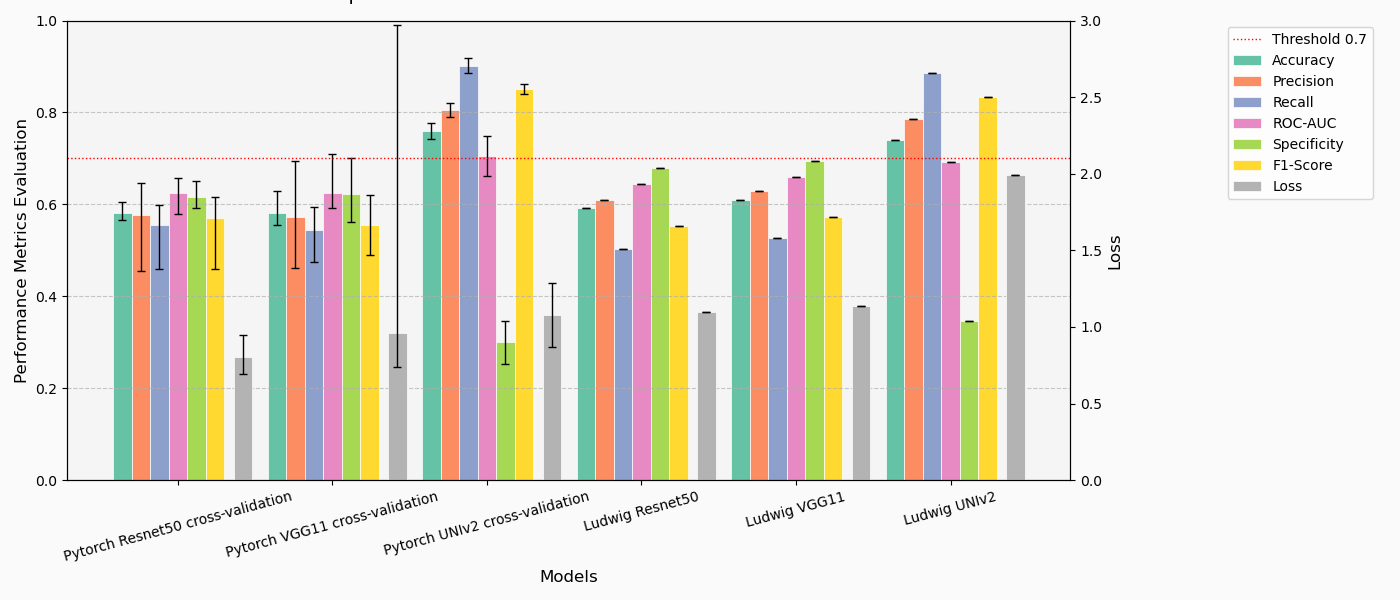 1.0
0.8
0.6
0.4
0.2
0.0
Performance Metrics Evaluation
3.0
2.5
2.0
1.5
1.0
0.5
0.0
Loss
Threshold 0.7
Accuracy
Precision
Recall
ROC-AUC
Specificity
F1-Score
Loss
Pytorch Resnet50 cross-validation
Pytorch VGG11 cross-validation
Pytorch UNIv2 cross-validation
Ludwig Resnet50
Ludwig VGG11
Ludwig UNIv2
Models